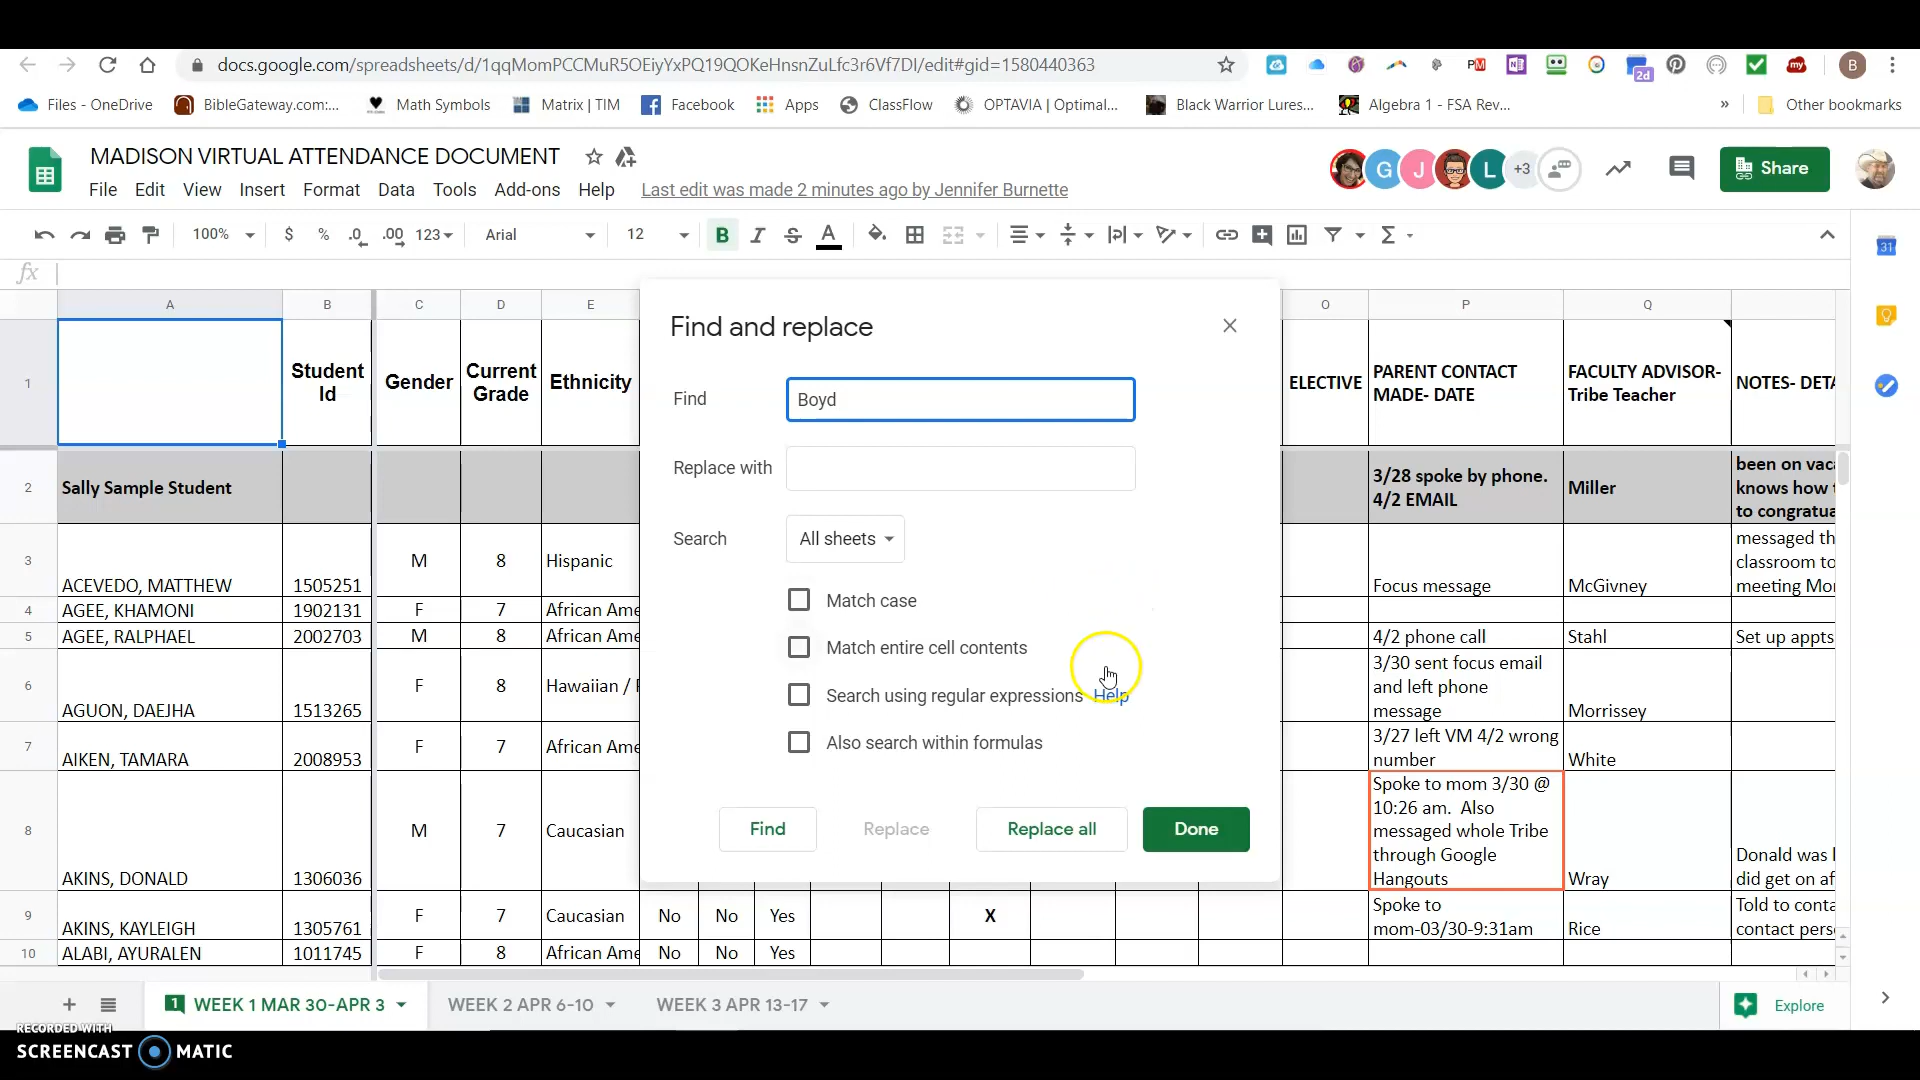 docs.google.com/spreadsheets/d/1qqMomPCCMuR5OEiyYxPQ19QOKeHnsnZuLfc3r6Vf7DI/edit#gid=1580440363
PM
2d
my
B
Files - OneDrive
BibleGateway.com:...
Math Symbols
Matrix | TIM
Facebook
Apps
ClassFlow
OPTAVIA | Optimal...
Black Warrior Lures...
Algebra 1 - FSA Rev...
»
Other bookmarks
MADISON VIRTUAL ATTENDANCE DOCUMENT
G
J
L
+3
Share
File Edit View Insert Format Data Tools Add-ons Help
Last edit was made 2 minutes ago by Jennifer Burnette
100% $ % .0 .00 123 Arial 12 B I S A
31
fx
A B C D E O P Q
1
Student Id
Gender
Current Grade
Ethnicity
ELECTIVE
PARENT CONTACT MADE- DATE
FACULTY ADVISOR- Tribe Teacher
NOTES- DETA
Find and replace
Find
Boyd
Replace with
Search
All sheets
Match case
Match entire cell contents
Search using regular expressions Help
Also search within formulas
Find
Replace
Replace all
Done
2
Sally Sample Student
3/28 spoke by phone.
4/2 EMAIL
Miller
been on vaca
knows how t
to congratua
3
ACEVEDO, MATTHEW 1505251 M 8 Hispanic
Focus message
McGivney
messaged th
classroom to
meeting Mor
4
AGEE, KHAMONI 1902131 F 7 African Ame
5
AGEE, RALPHAEL 2002703 M 8 African Ame
4/2 phone call
Stahl
Set up appts
6
AGUON, DAEJHA 1513265 F 8 Hawaiian /
3/30 sent focus email
and left phone
message
Morrissey
7
AIKEN, TAMARA 2008953 F 7 African Ame
3/27 left VM 4/2 wrong
number
White
8
AKINS, DONALD 1306036 M 7 Caucasian
Spoke to mom 3/30 @
10:26 am. Also
messaged whole Tribe
through Google
Hangouts
Wray
Donald was
did get on af
9
AKINS, KAYLEIGH 1305761 F 7 Caucasian No No Yes X
Spoke to
mom-03/30-9:31am
Rice
Told to conta
contact pers
10
ALABI, AYURALEN 1011745 F 8 African Ame No No Yes
1
WEEK 1 MAR 30-APR 3
WEEK 2 APR 6-10
WEEK 3 APR 13-17
Explore
RECORDED WITH
SCREENCAST MATIC